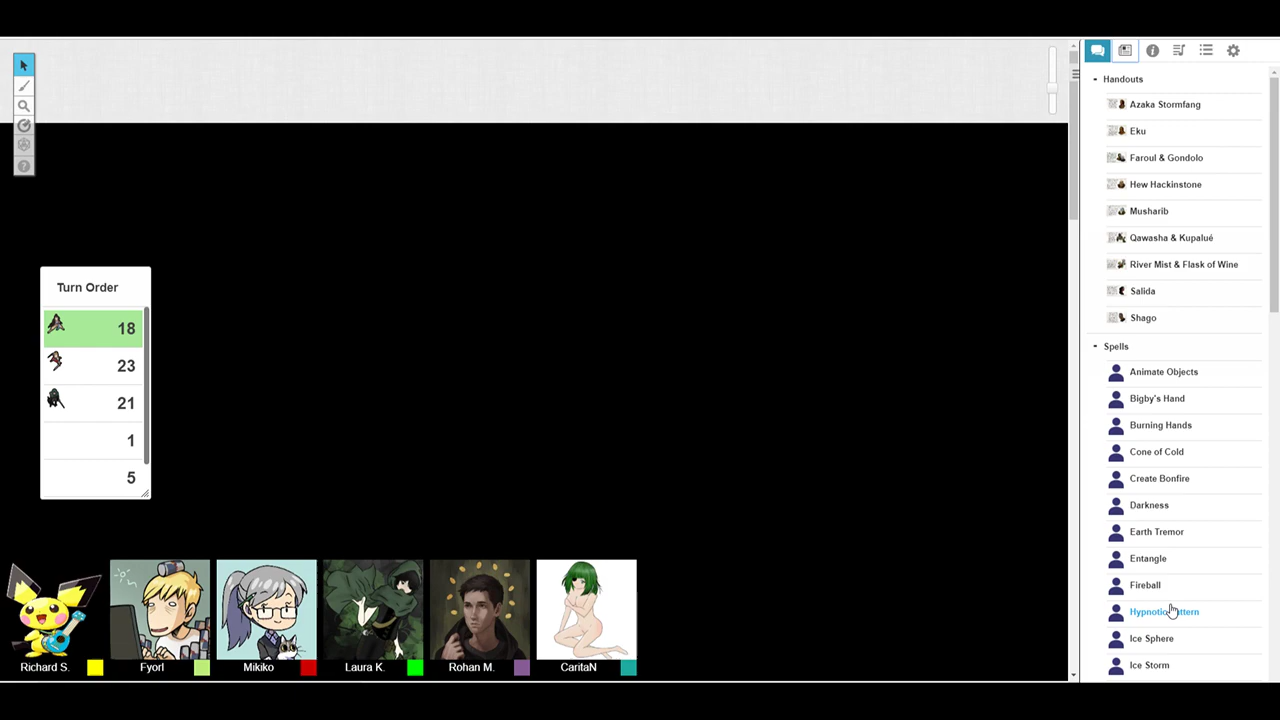 Turn Order
18
23
21
1
5
Richard S.
Fyorl
Mikiko
Laura K.
Rohan M.
CaritaN
Handouts
Azaka Stormfang
Eku
Faroul & Gondolo
Hew Hackinstone
Musharib
Qawasha & Kupalué
River Mist & Flask of Wine
Salida
Shago
Spells
Animate Objects
Bigby's Hand
Burning Hands
Cone of Cold
Create Bonfire
Darkness
Earth Tremor
Entangle
Fireball
Hypnotic Pattern
Ice Sphere
Ice Storm